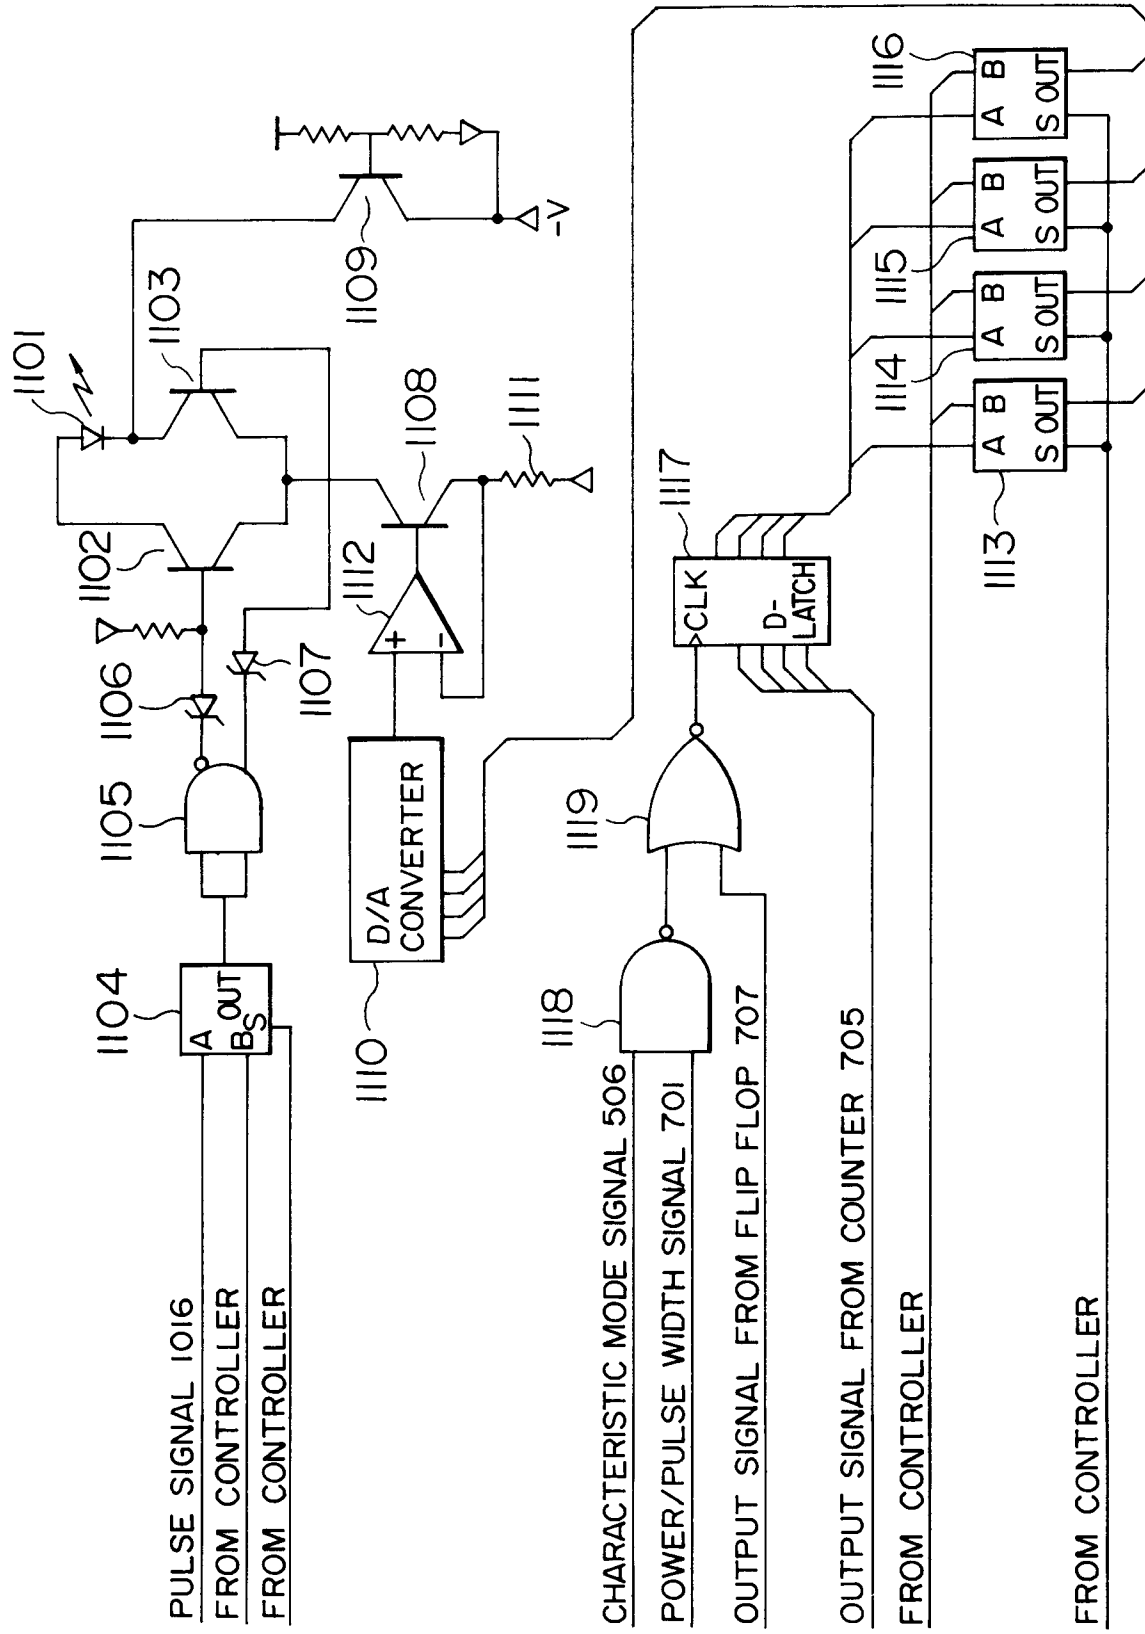 1101
1102
1103
1104
A
B
S
OUT
1105
1106
1107
1108
1109
-V
1110
D/A
CONVERTER
1111
1112
+
-
PULSE SIGNAL 1016
FROM CONTROLLER
FROM CONTROLLER
CHARACTERISTIC MODE SIGNAL 506
POWER/PULSE WIDTH SIGNAL 701
OUTPUT SIGNAL FROM FLIP FLOP 707
OUTPUT SIGNAL FROM COUNTER 705
FROM CONTROLLER
FROM CONTROLLER
1118
1119
1117
CLK
D-
LATCH
1113
A B
S OUT
1114
A B
S OUT
1115
A B
S OUT
1116
A B
S OUT